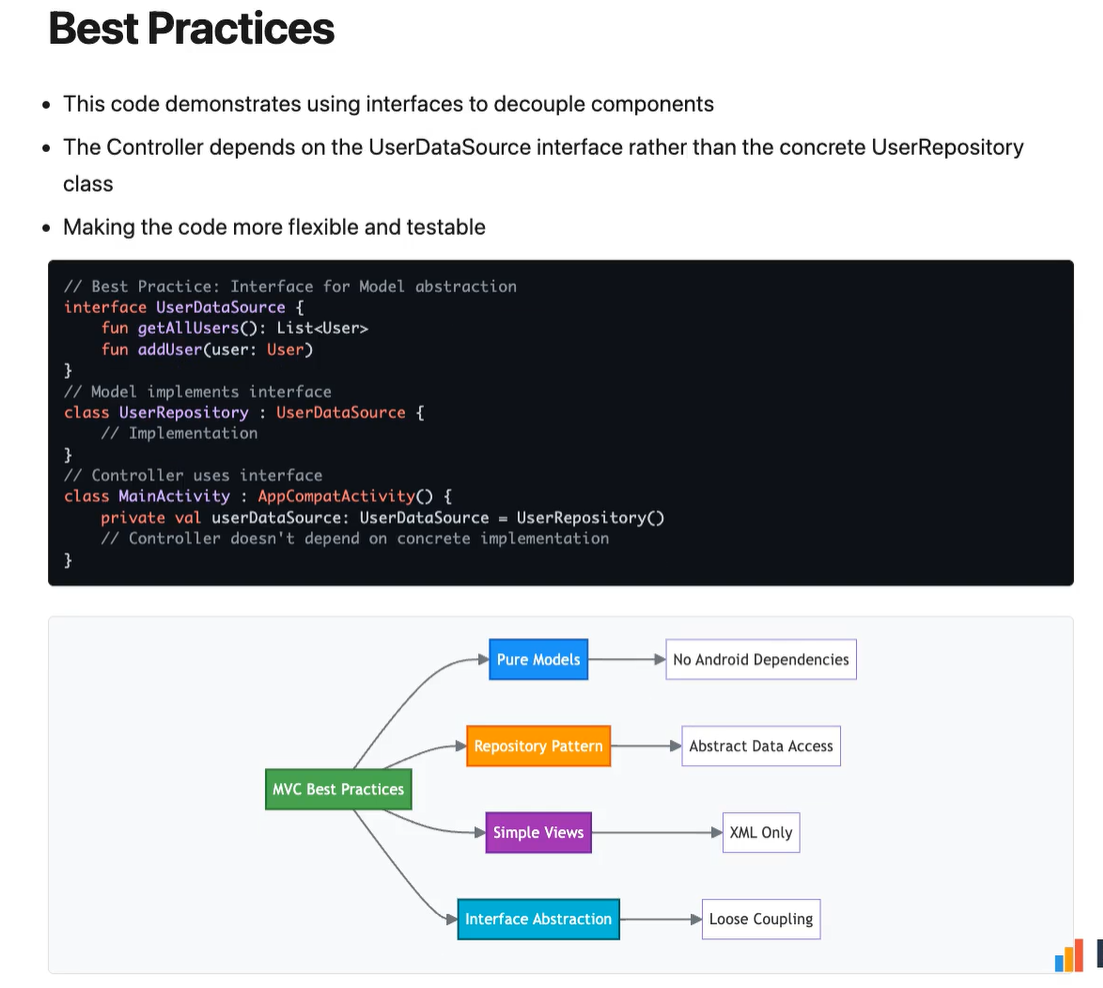 Best Practices
This code demonstrates using interfaces to decouple components
The Controller depends on the UserDataSource interface rather than the concrete UserRepository
class
Making the code more flexible and testable
// Best Practice: Interface for Model abstraction
interface UserDataSource {
    fun getAllUsers(): List<User>
    fun addUser(user: User)
}
// Model implements interface
class UserRepository : UserDataSource {
    // Implementation
}
// Controller uses interface
class MainActivity : AppCompatActivity() {
    private val userDataSource: UserDataSource = UserRepository()
    // Controller doesn't depend on concrete implementation
}
Pure Models
No Android Dependencies
Repository Pattern
Abstract Data Access
MVC Best Practices
Simple Views
XML Only
Interface Abstraction
Loose Coupling